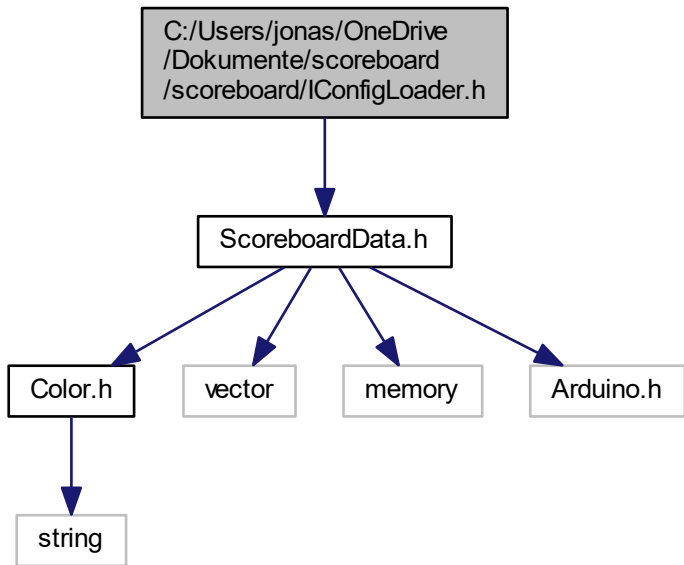 C:/Users/jonas/OneDrive
/Dokumente/scoreboard
/scoreboard/IConfigLoader.h
ScoreboardData.h
Color.h
vector
memory
Arduino.h
string